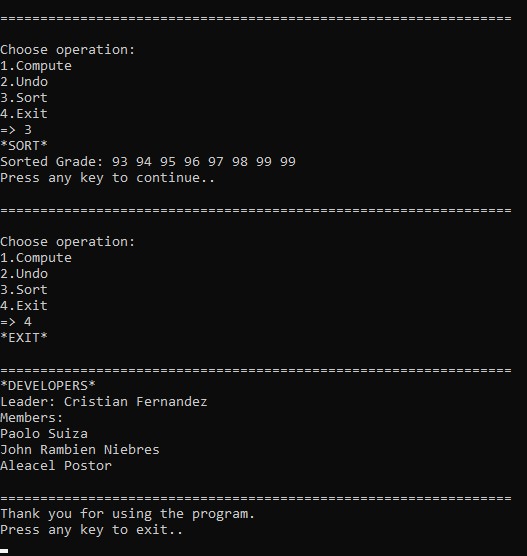 ================================================================
Choose operation:
1.Compute
2.Undo
3.Sort
4.Exit
=> 3
*SORT*
Sorted Grade: 93 94 95 96 97 98 99 99
Press any key to continue..
================================================================
Choose operation:
1.Compute
2.Undo
3.Sort
4.Exit
=> 4
*EXIT*
================================================================
*DEVELOPERS*
Leader: Cristian Fernandez
Members:
Paolo Suiza
John Rambien Niebres
Aleacel Postor
================================================================
Thank you for using the program.
Press any key to exit..